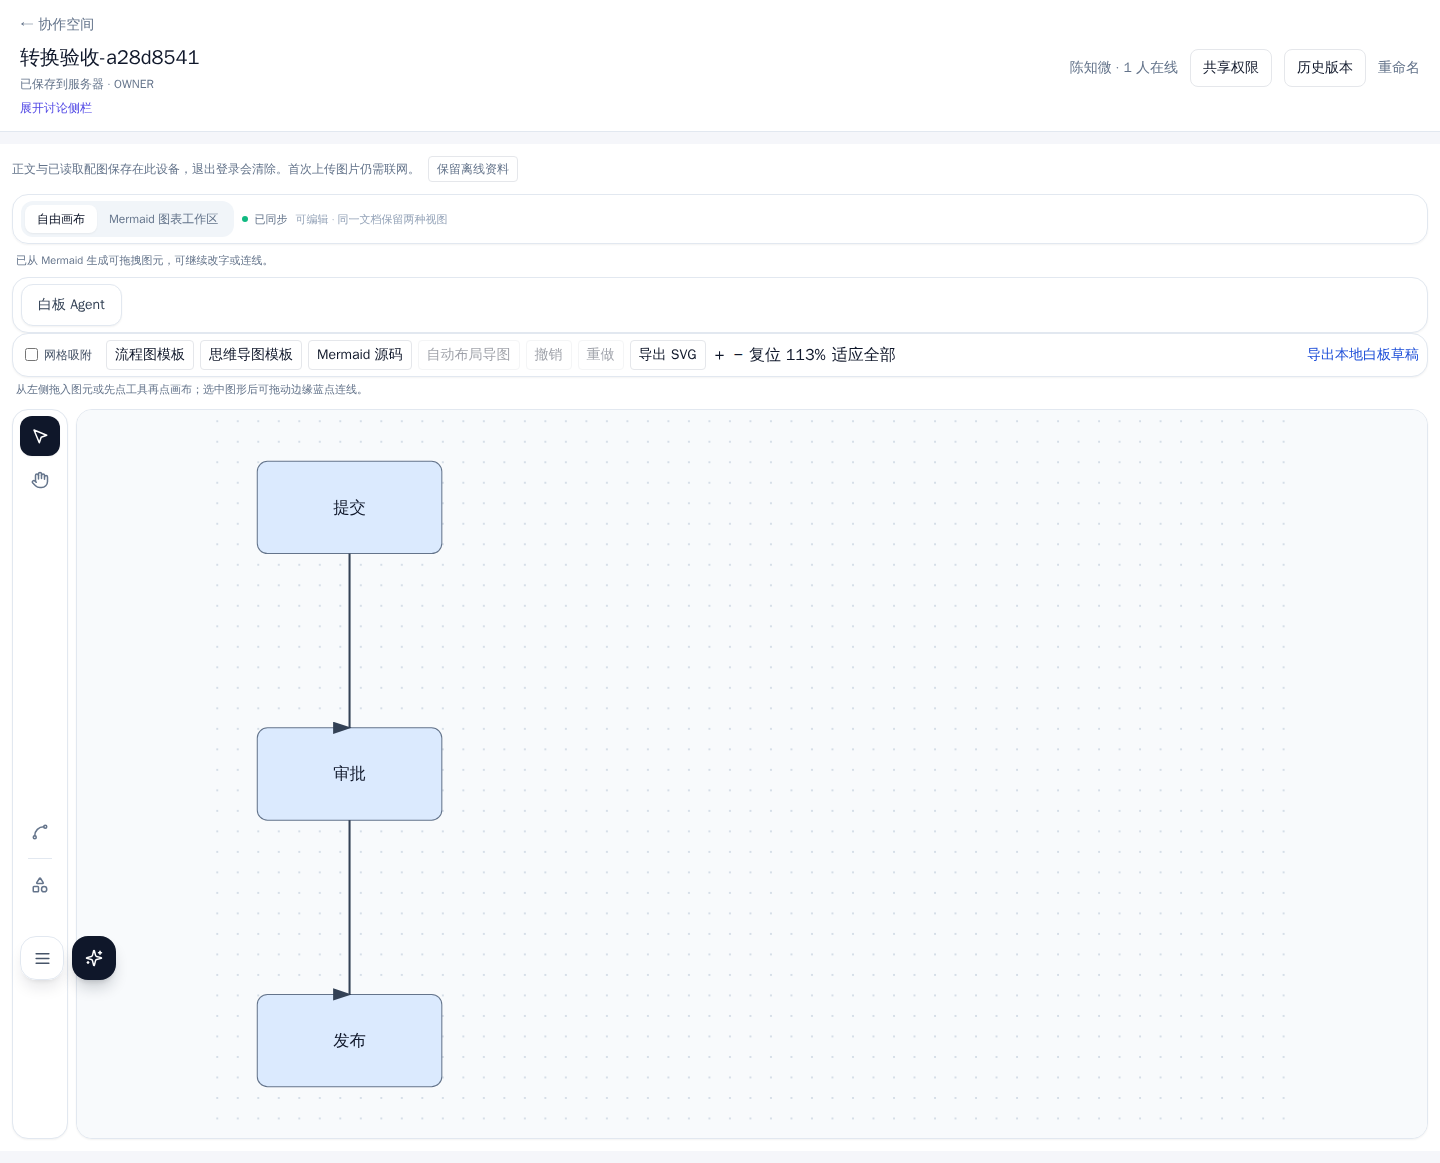 ← 协作空间
转换验收-a28d8541
已保存到服务器 · OWNER
展开讨论侧栏
陈知微 · 1 人在线 共享权限 历史版本 重命名
正文与已读取配图保存在此设备，退出登录会清除。首次上传图片仍需联网。 保留离线资料
自由画布 Mermaid 图表工作区 已同步 可编辑 · 同一文档保留两种视图
已从 Mermaid 生成可拖拽图元，可继续改字或连线。
白板 Agent
网格吸附 流程图模板 思维导图模板 Mermaid 源码 自动布局导图 撤销 重做 导出 SVG + − 复位 113% 适应全部 导出本地白板草稿
从左侧拖入图元或先点工具再点画布；选中图形后可拖动边缘蓝点连线。
提交
审批
发布